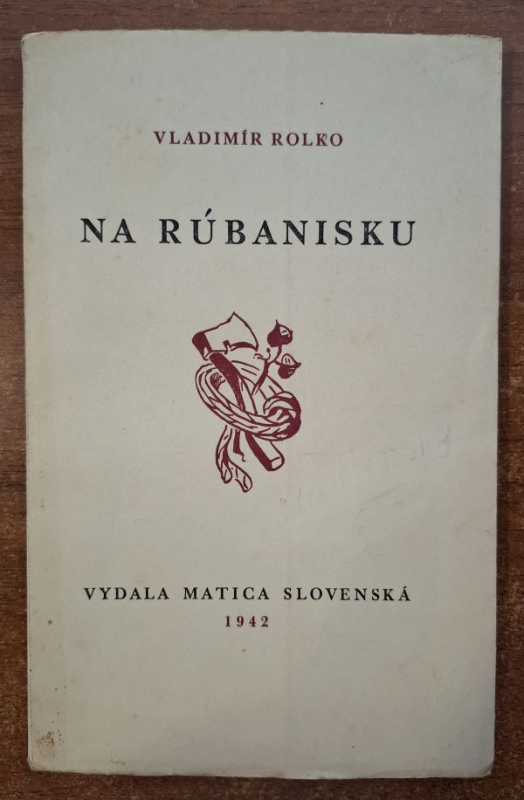 VLADIMÍR ROLKO
NA RÚBANISKU
VYDALA MATICA SLOVENSKÁ
1942